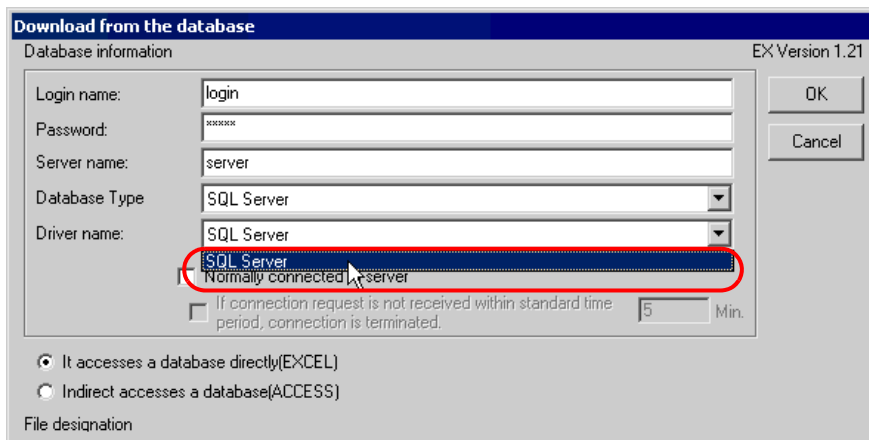 Download from the database
Database information
EX Version 1.21
Login name:
login
OK
Password:
*****
Cancel
Server name:
server
Database Type
SQL Server
Driver name:
SQL Server
SQL Server
Normally connected server
If connection request is not received within standard time
period, connection is terminated.
5
Min.
It accesses a database directly(EXCEL)
Indirect accesses a database(ACCESS)
File designation